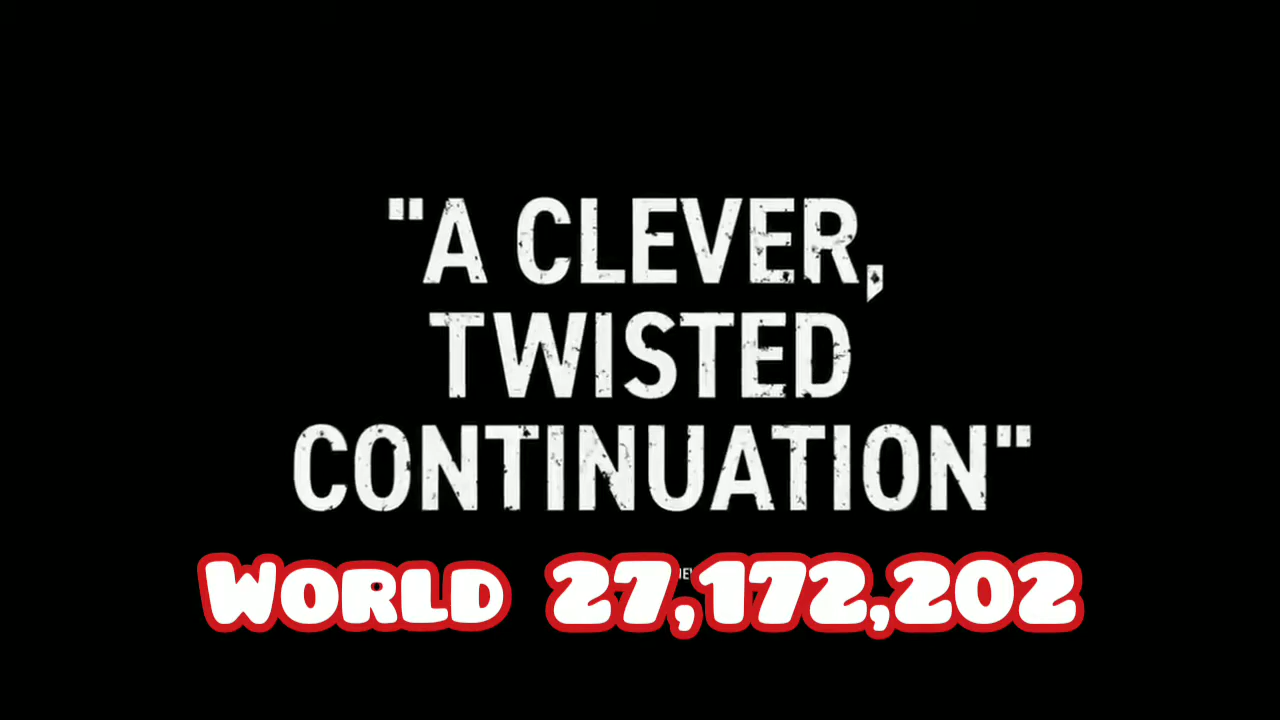 "A CLEVER,
TWISTED
CONTINUATION"
WORLD 27,172,202